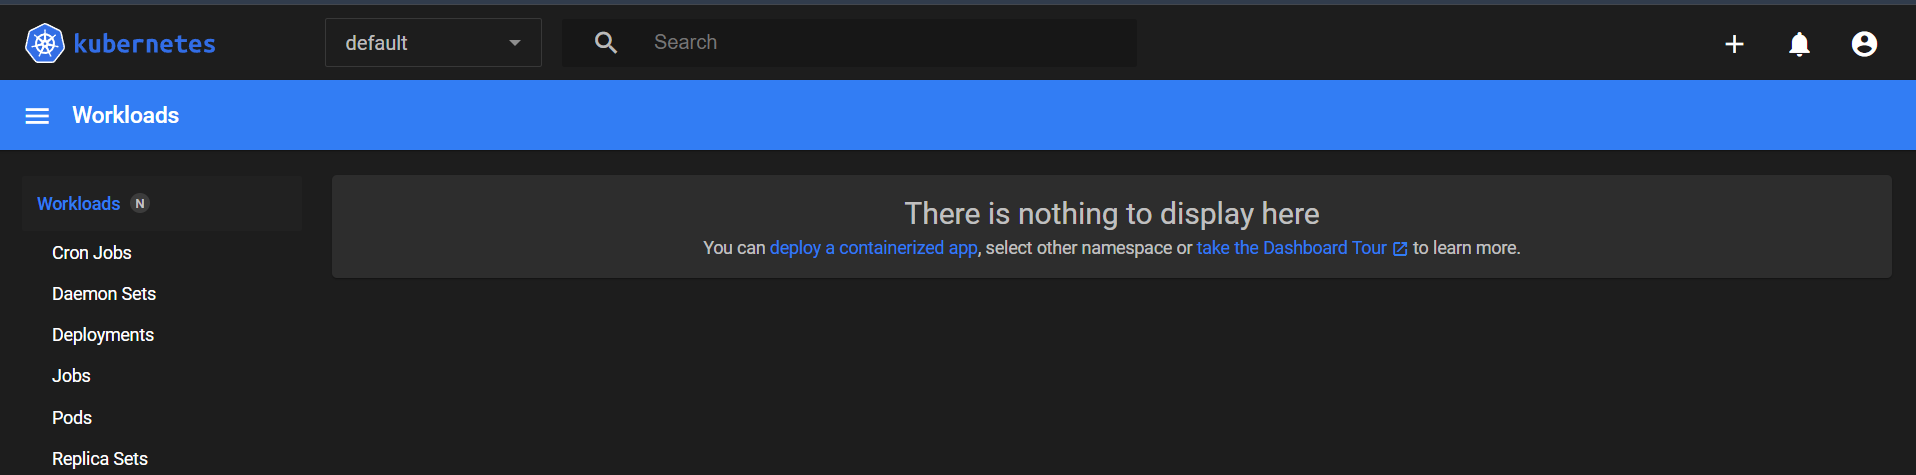 kubernetes
default
Search
Workloads
Workloads N
Cron Jobs
Daemon Sets
Deployments
Jobs
Pods
Replica Sets
There is nothing to display here
You can deploy a containerized app, select other namespace or take the Dashboard Tour to learn more.